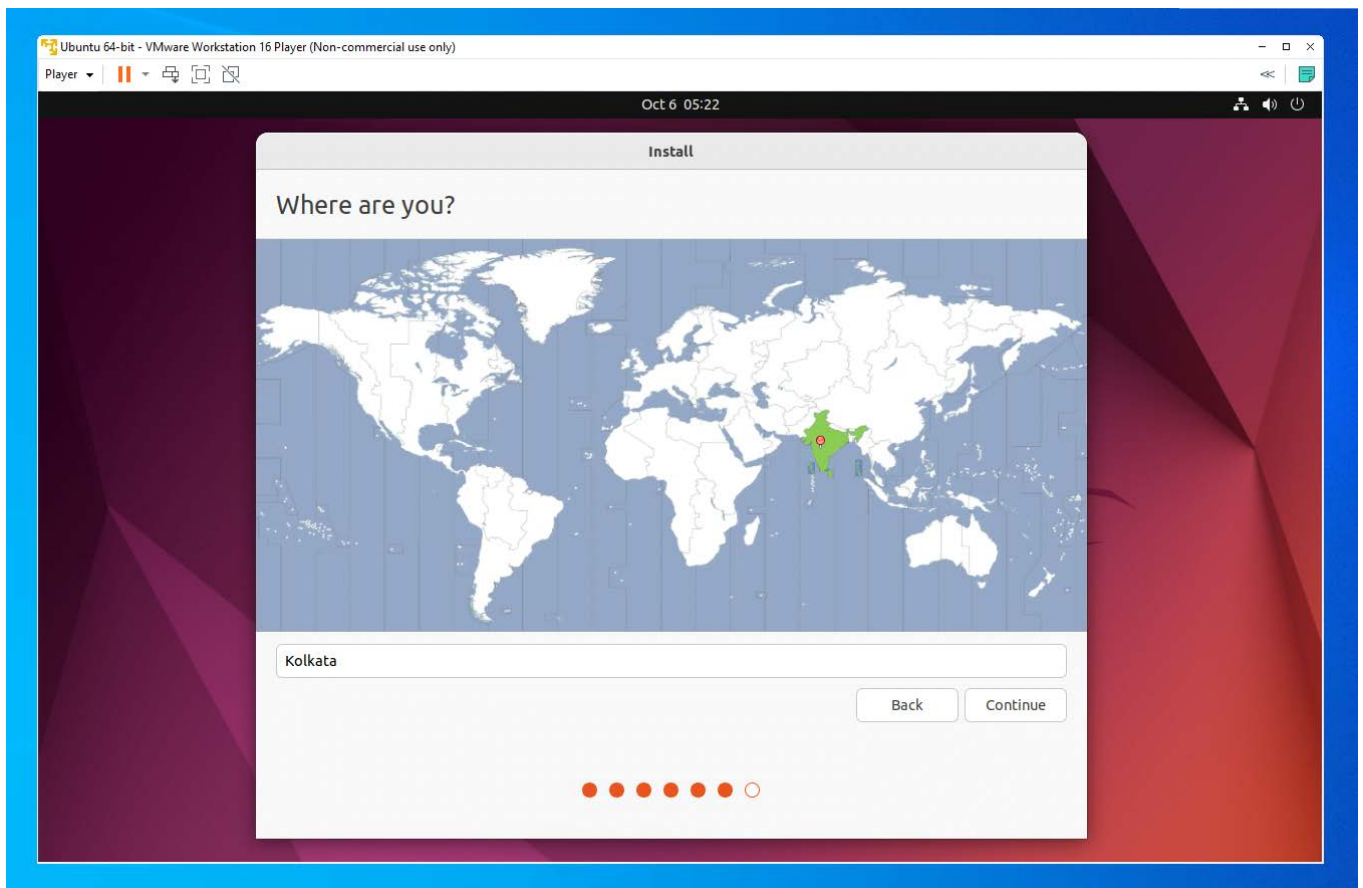 Ubuntu 64-bit - VMware Workstation 16 Player (Non-commercial use only)
Player
Oct 6 05:22
Install
Where are you?
Kolkata
Back
Continue